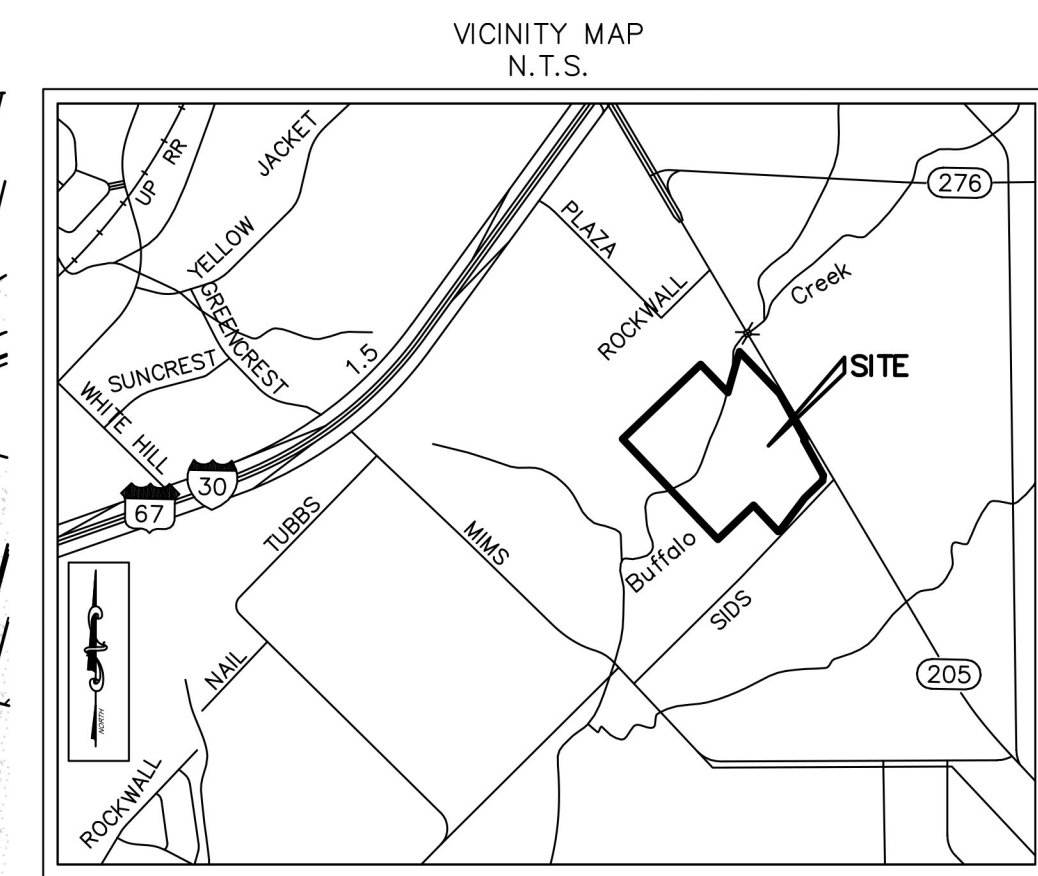 VICINITY MAP
N.T.S.
276
JACKET
RR
UP
PLAZA
YELLOW
Creek
GREENCREST
ROCKWALL
1.5
SUNCREST
SITE
WHITE HILL
30
67
TUBBS
MIMS
Buffalo
SIDS
NAIL
205
NORTH
ROCKWALL